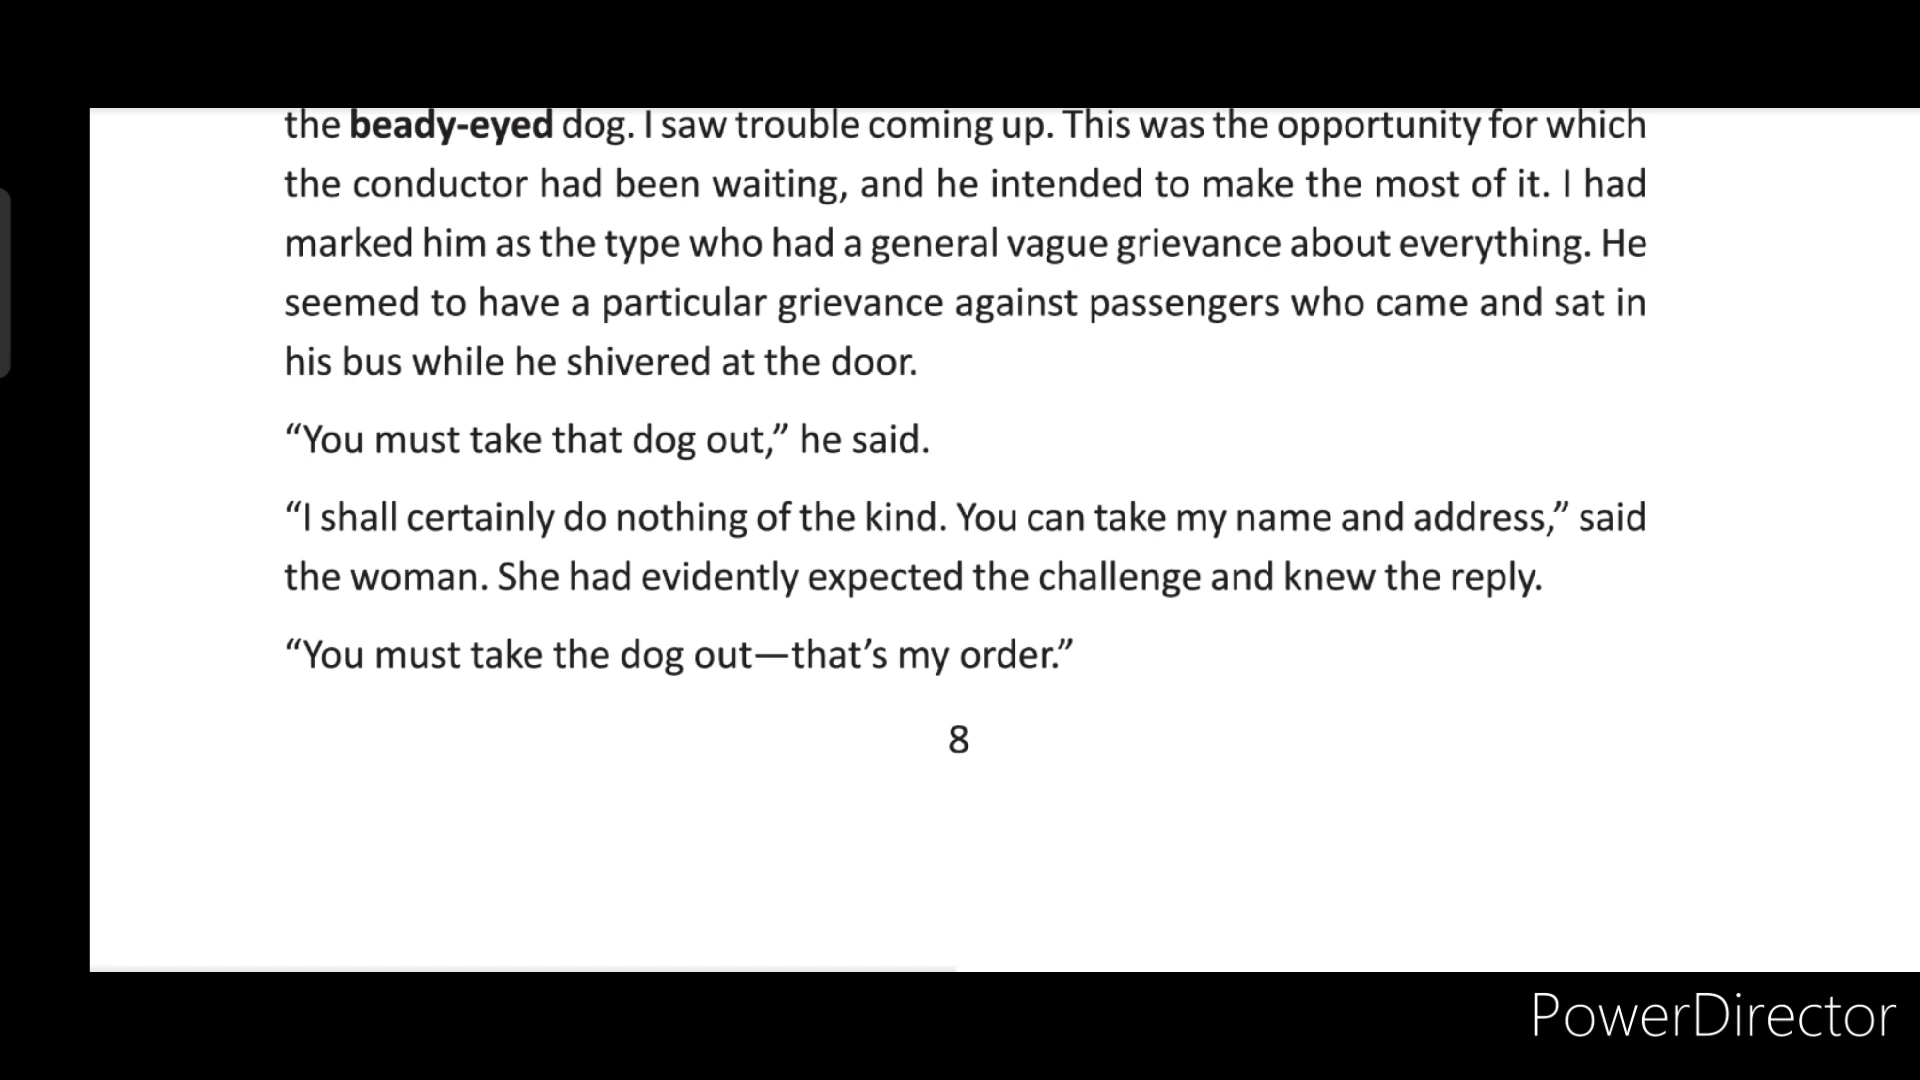 the beady-eyed dog. I saw trouble coming up. This was the opportunity for which
the conductor had been waiting, and he intended to make the most of it. I had
marked him as the type who had a general vague grievance about everything. He
seemed to have a particular grievance against passengers who came and sat in
his bus while he shivered at the door.
“You must take that dog out,” he said.
“I shall certainly do nothing of the kind. You can take my name and address,” said
the woman. She had evidently expected the challenge and knew the reply.
“You must take the dog out—that’s my order.”
8
PowerDirector